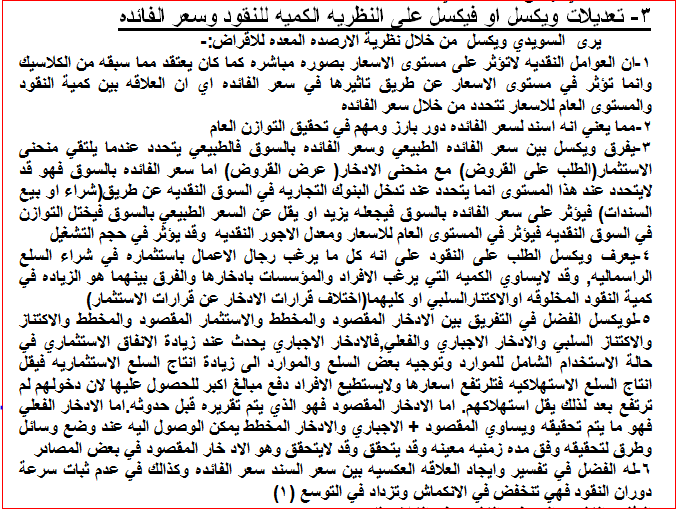 ٣- تعديلات ويكسل او فيكسل على النظريه الكميه للنقود وسعر الفائده
يرى السويدي ويكسل من خلال نظرية الارصده المعده للاقراض:-
١-ان العوامل النقديه لاتؤثر على مستوى الاسعار بصوره مباشره كما كان يعتقد مما سبقه من الكلاسيك
وانما تؤثر في مستوى الاسعار عن طريق تاثيرها في سعر الفائده اي ان العلاقه بين كمية النقود
والمستوى العام للاسعار تتحدد من خلال سعر الفائده
٢-مما يعني انه اسند لسعر الفائده دور بارز ومهم في تحقيق التوازن العام
٣-يفرق ويكسل بين سعر الفائده الطبيعي وسعر الفائده بالسوق فالطبيعي يتحدد عندما يلتقي منحنى
الاستثمار(الطلب على القروض) مع منحنى الادخار( عرض القروض) اما سعر الفائده بالسوق فهو قد
لايتحدد عند هذا المستوى انما يتحدد عند تدخل البنوك التجاريه في السوق النقديه عن طريق(شراء او بيع
السندات) فيؤثر على سعر الفائده بالسوق فيجعله يزيد او يقل عن السعر الطبيعي بالسوق فيختل التوازن
في السوق النقديه فيؤثر في المستوى العام للاسعار ومعدل الاجور النقديه وقد يؤثر في حجم التشغيل
٤-يعرف ويكسل الطلب على النقود على انه كل ما يرغب رجال الاعمال باستثماره في شراء السلع
الراسماليه, وقد لايساوي الكميه التي يرغب الافراد والمؤسسات بادخارها والفرق بينهما هو الزياده في
كمية النقود المخلوقه اوالاكتنازالسلبي او كليهما(اختلاف قرارات الادخار عن قرارات الاستثمار)
٥-لويكسل الفضل في التفريق بين الادخار المقصود والمخطط والاستثمار المقصود والمخطط والاكتناز
والاكتناز السلبي والادخار الاجباري والفعلي,فالادخار الاجباري يحدث عند زيادة الانفاق الاستثماري في
حالة الاستخدام الشامل للموارد وتوجيه بعض السلع والموارد الى زيادة انتاج السلع الاستثماريه فيقل
انتاج السلع الاستهلاكيه فترتفع اسعارها ولايستطيع الافراد دفع مبالغ اكبر للحصول عليها لان دخولهم لم
ترتفع بعد لذلك يقل استهلاكهم. اما الادخار المقصود فهو الذي يتم تقريره قبل حدوثه.اما الادخار الفعلي
فهو ما يتم تحقيقه ويساوي المقصود + الاجباري والادخار المخطط يمكن الوصول اليه عند وضع وسائل
وطرق لتحقيقه وفق مده زمنيه معينه وقد يتحقق وقد لايتحقق وهو الاد خار المقصود في بعض المصادر
٦-له الفضل في تفسير وايجاد العلاقه العكسيه بين سعر السند سعر الفائده وكذالك في عدم ثبات سرعة
دوران النقود فهي تنخفض في الانكماش وتزداد في التوسع (١)